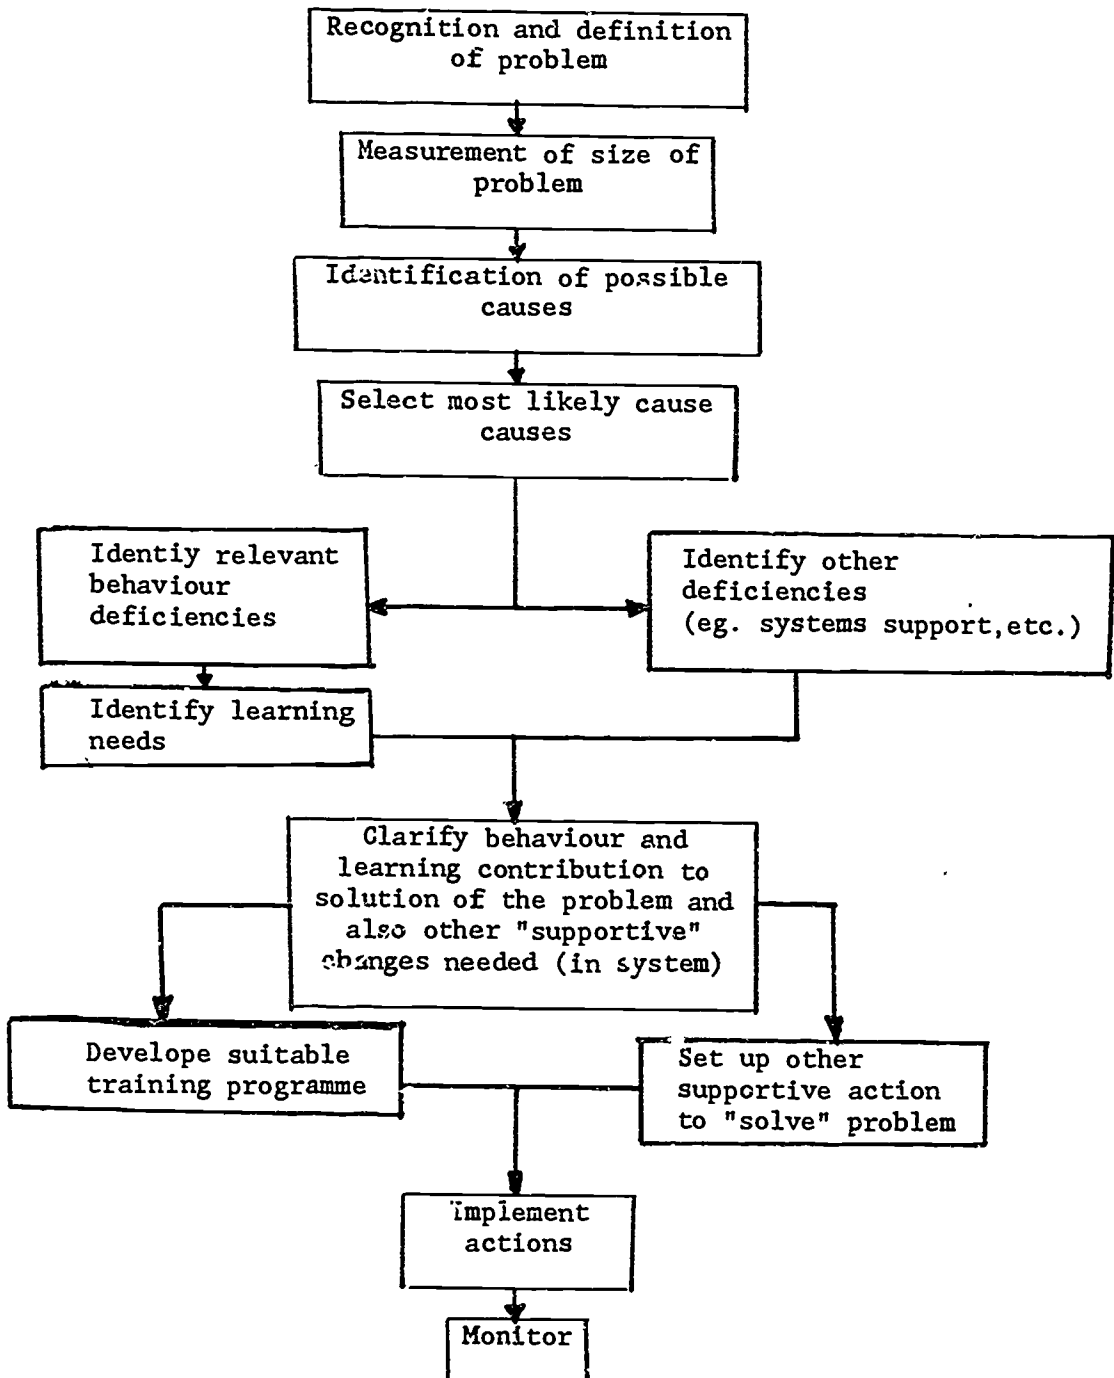 Recognition and definition
of problem
Measurement of size of
problem
Identification of possible
causes
Select most likely cause
causes
Identiy relevant
behaviour
deficiencies
Identify other
deficiencies
(eg. systems support,etc.)
Identify learning
needs
Clarify behaviour and
learning contribution to
solution of the problem and
also other "supportive"
changes needed (in system)
Develope suitable
training programme
Set up other
supportive action
to "solve" problem
Implement
actions
Monitor